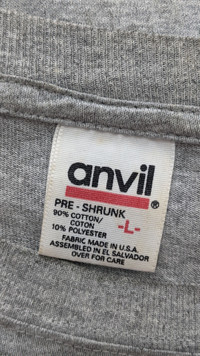 anvil®
PRE - SHRUNK
90% COTTON/
COTON
10% POLYESTER
-L-
FABRIC MADE IN U.S.A.
ASSEMBLED IN EL SALVADOR
OVER FOR CARE